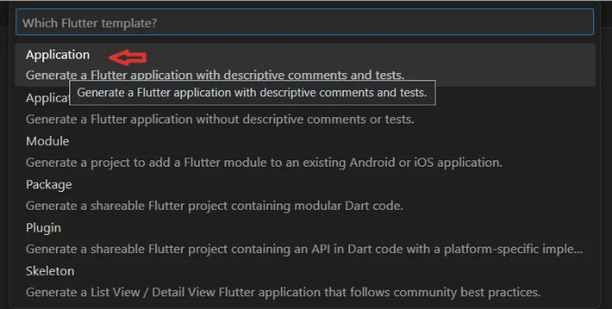 Which Flutter template?
Application
Generate a Flutter application with descriptive comments and tests.
Generate a Flutter application with descriptive comments and tests.
Generate a Flutter application without descriptive comments or tests.
Module
Generate a project to add a Flutter module to an existing Android or iOS application.
Package
Generate a shareable Flutter project containing modular Dart code.
Plugin
Generate a shareable Flutter project containing an API in Dart code with a platform-specific imple...
Skeleton
Generate a List View / Detail View Flutter application that follows community best practices.